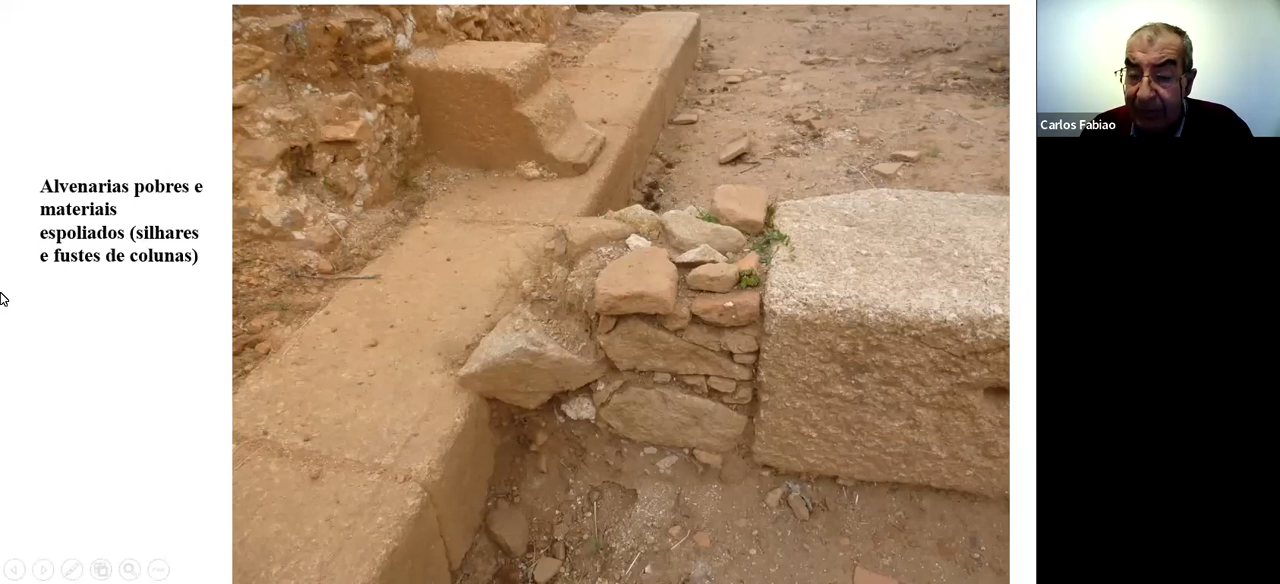 Alvenarias pobres e
materiais
espoliados (silhares
e fustes de colunas)
Carlos Fabiao